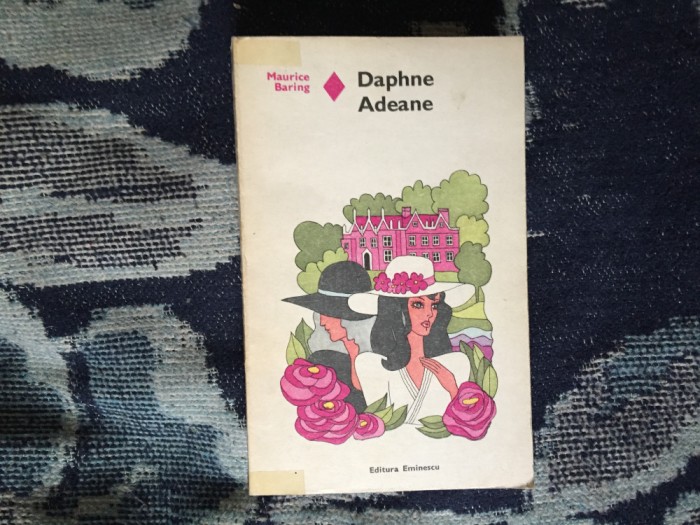 Maurice
Baring
Daphne
Adeane
Editura Eminescu